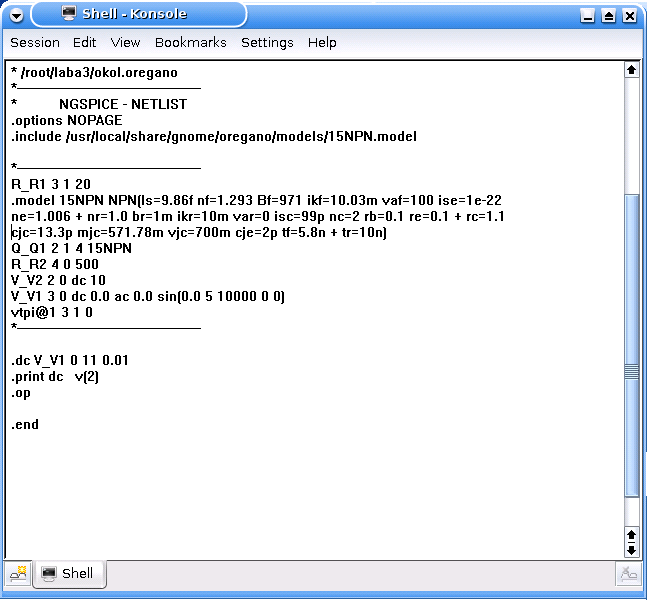 Shell - Konsole
Session Edit View Bookmarks Settings Help
* /root/laba3/okol.oregano
*
* NGSPICE - NETLIST
.options NOPAGE
.include /usr/local/share/gnome/oregano/models/15NPN.model
*
R_R1 3 1 20
.model 15NPN NPN(Is=9.86f nf=1.293 Bf=971 ikf=10.03m vaf=100 ise=1e-22
ne=1.006 + nr=1.0 br=1m ikr=10m var=0 isc=99p nc=2 rb=0.1 re=0.1 + rc=1.1
cjc=13.3p mjc=571.78m vjc=700m cje=2p tf=5.8n + tr=10n)
Q_Q1 2 1 4 15NPN
R_R2 4 0 500
V_V2 2 0 dc 10
V_V1 3 0 dc 0.0 ac 0.0 sin(0.0 5 10000 0 0)
vtpi@1 3 1 0
*
.dc V_V1 0 11 0.01
.print dc v(2)
.op
.end
Shell